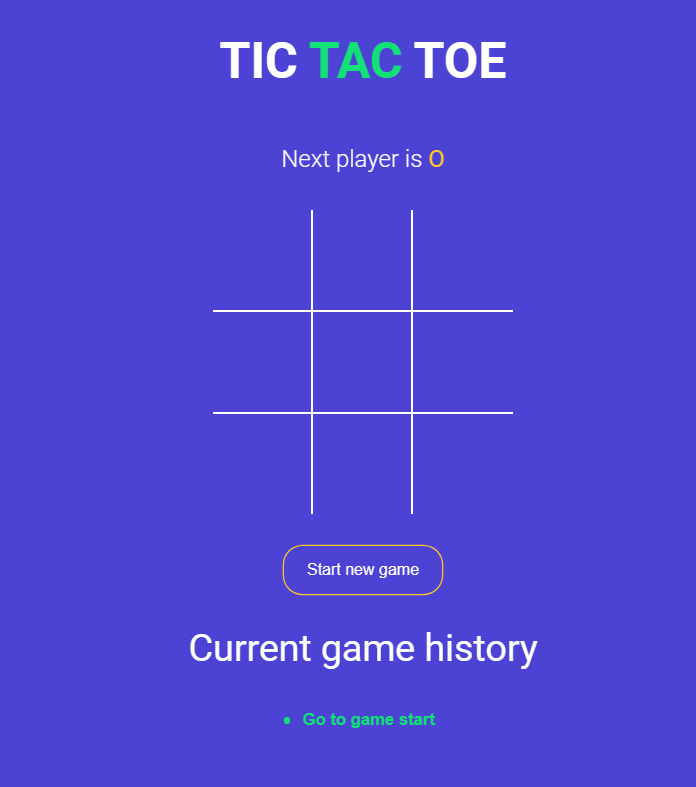 TIC TAC TOE
Next player is O
Start new game
Current game history
Go to game start